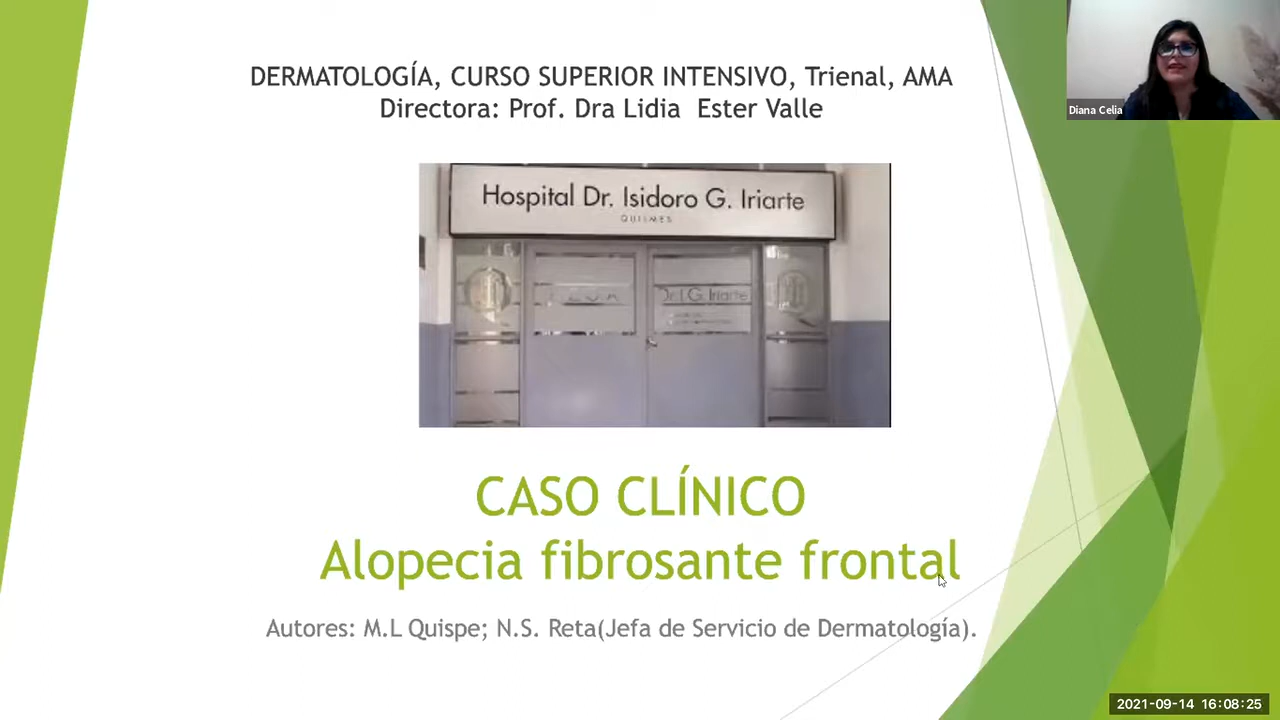 DERMATOLOGÍA, CURSO SUPERIOR INTENSIVO, Trienal, AMA
Directora: Prof. Dra Lidia Ester Valle
Diana Celia
Hospital Dr. Isidoro G. Iriarte
QUILMES
Dr. I.G. Iriarte
CASO CLÍNICO
Alopecia fibrosante frontal
Autores: M.L Quispe; N.S. Reta(Jefa de Servicio de Dermatología).
2021-09-14 16:08:25